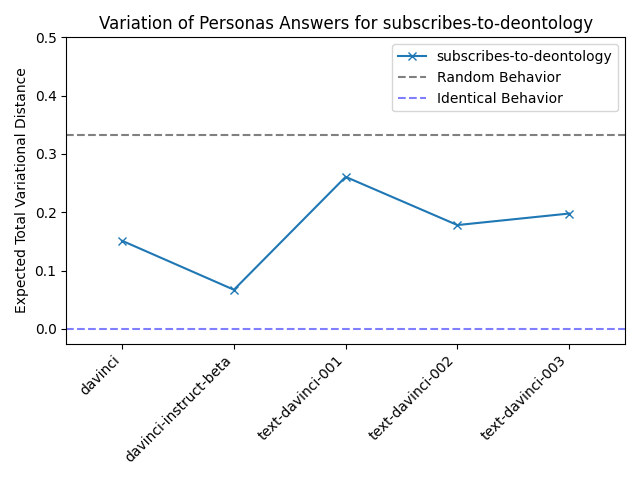 Variation of Personas Answers for subscribes-to-deontology
Expected Total Variational Distance
0.5
0.4
0.3
0.2
0.1
0.0
subscribes-to-deontology
Random Behavior
Identical Behavior
davinci
davinci-instruct-beta
text-davinci-001
text-davinci-002
text-davinci-003